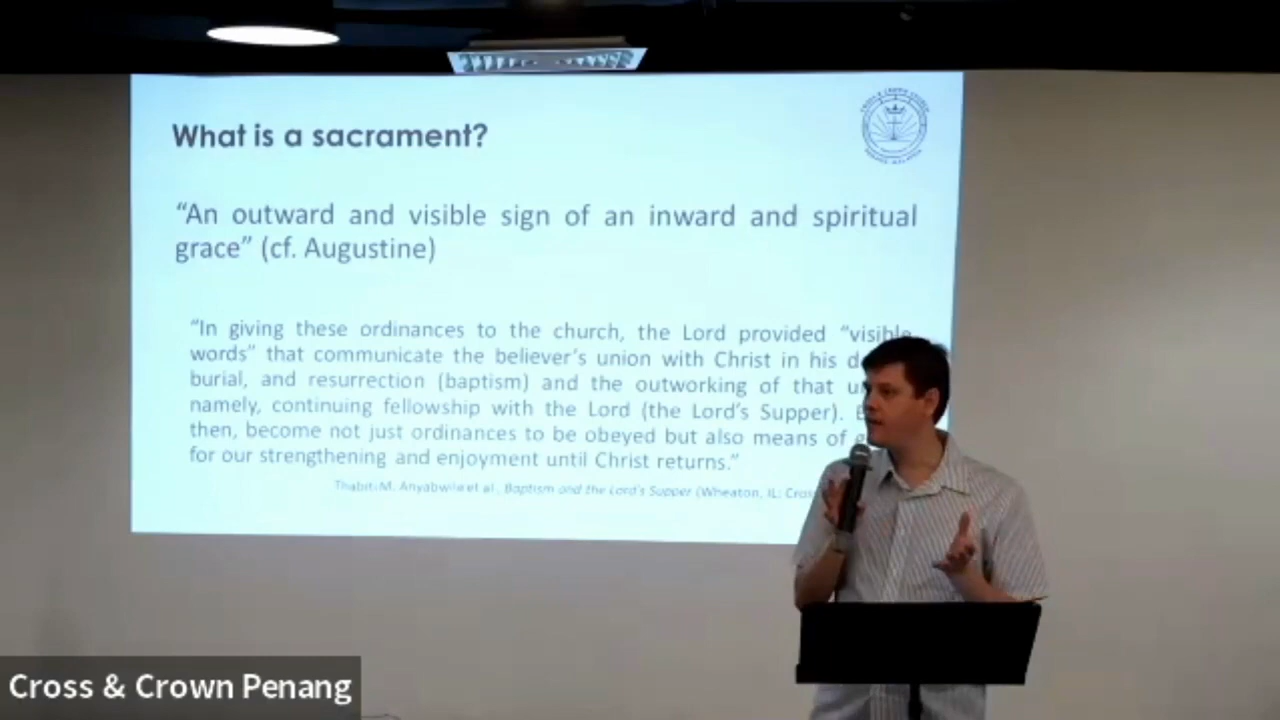 What is a sacrament?
CROSS & CROWN CHURCH
“An outward and visible sign of an inward and spiritual
grace” (cf. Augustine)
“In giving these ordinances to the church, the Lord provided “visible
words” that communicate the believer’s union with Christ in his d
burial, and resurrection (baptism) and the outworking of that u
namely, continuing fellowship with the Lord (the Lord’s Supper).
then, become not just ordinances to be obeyed but also means of g
for our strengthening and enjoyment until Christ returns.”
Thabiti M. Anyabwile et al., Baptism and the Lord’s Supper (Wheaton, IL: Cros
Cross & Crown Penang